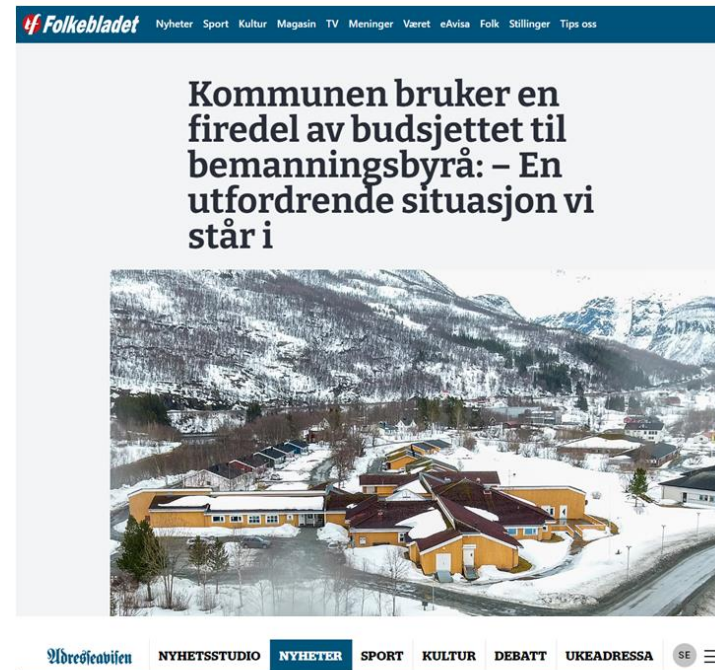 Folkebladet Nyheter Sport Kultur Magasin TV Meninger Været eAvisa Folk Stillinger Tips oss
Kommunen bruker en
firedel av budsjettet til
bemanningsbyrå: – En
utfordrende situasjon vi
står i
Adresseavisen NYHETSSTUDIO NYHETER SPORT KULTUR DEBATT UKEADRESSA SE